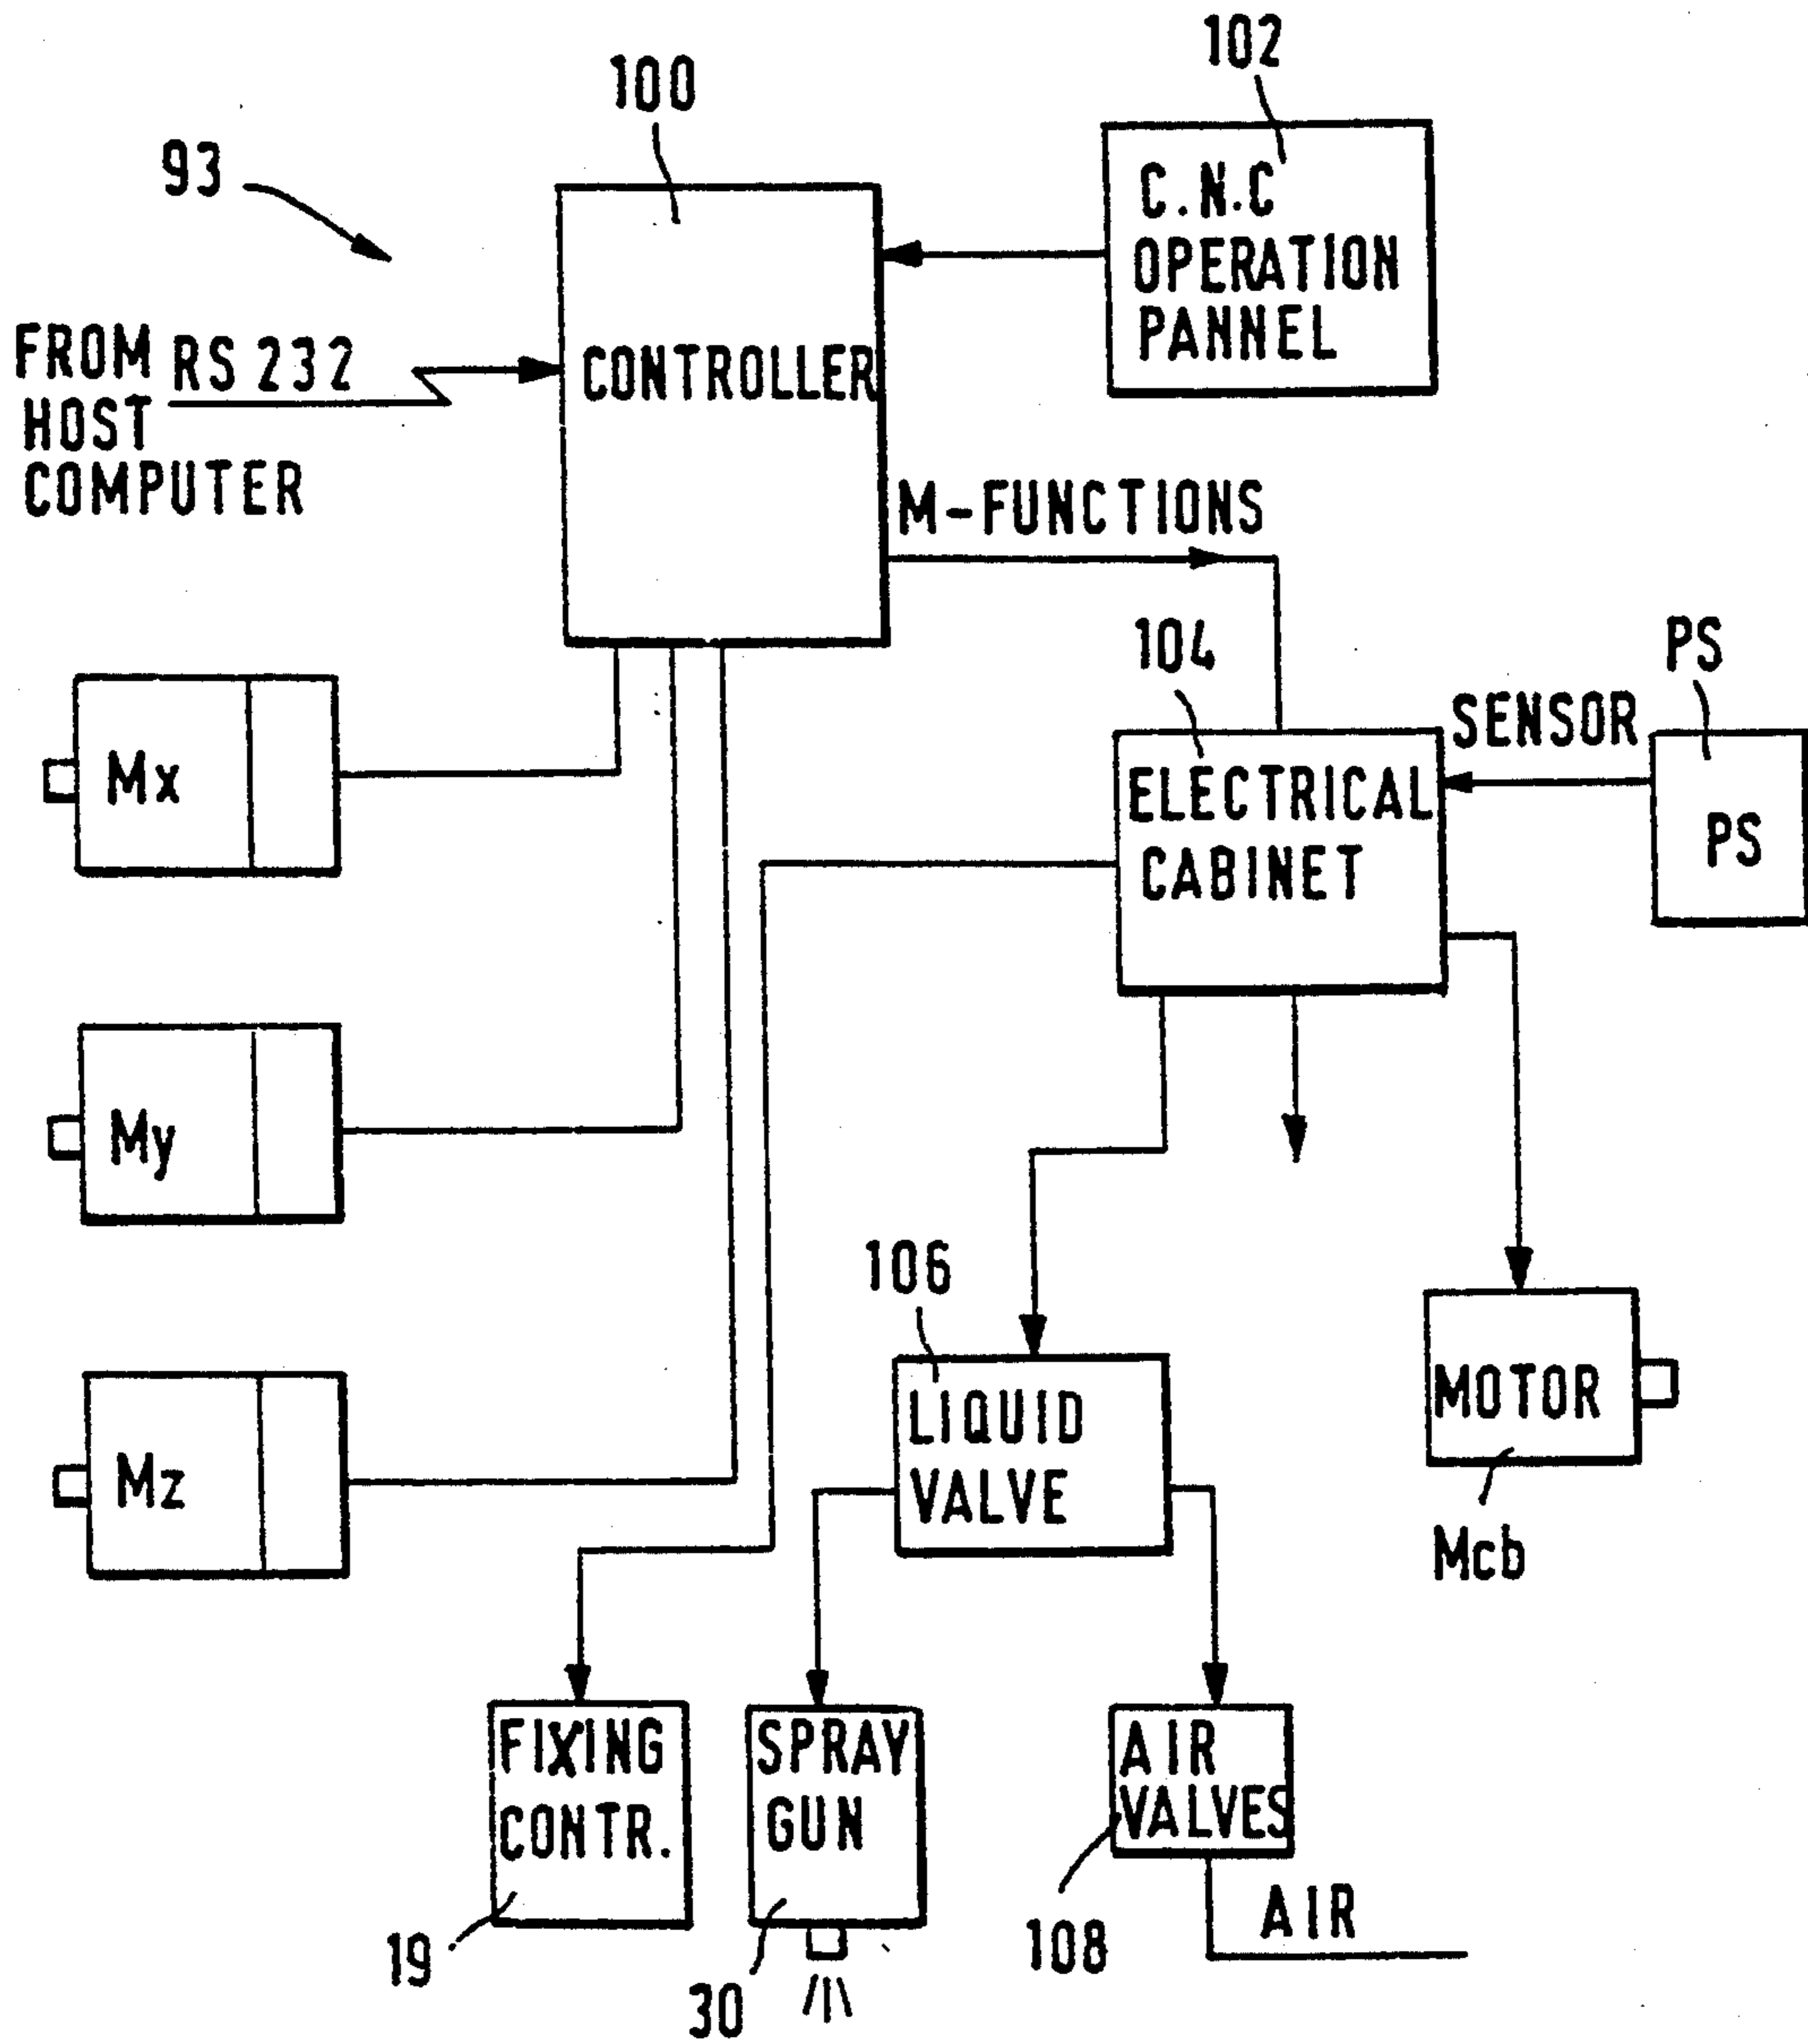 102
100
93
C.N.C
OPERATION
PANNEL
FROM
HOST
COMPUTER
RS 232
CONTROLLER
M-FUNCTIONS
104
PS
SENSOR
ELECTRICAL
CABINET
PS
Mx
My
106
LIQUID
VALVE
MOTOR
Mcb
Mz
FIXING
CONTR.
SPRAY
GUN
AIR
VALVES
19
30
108
AIR